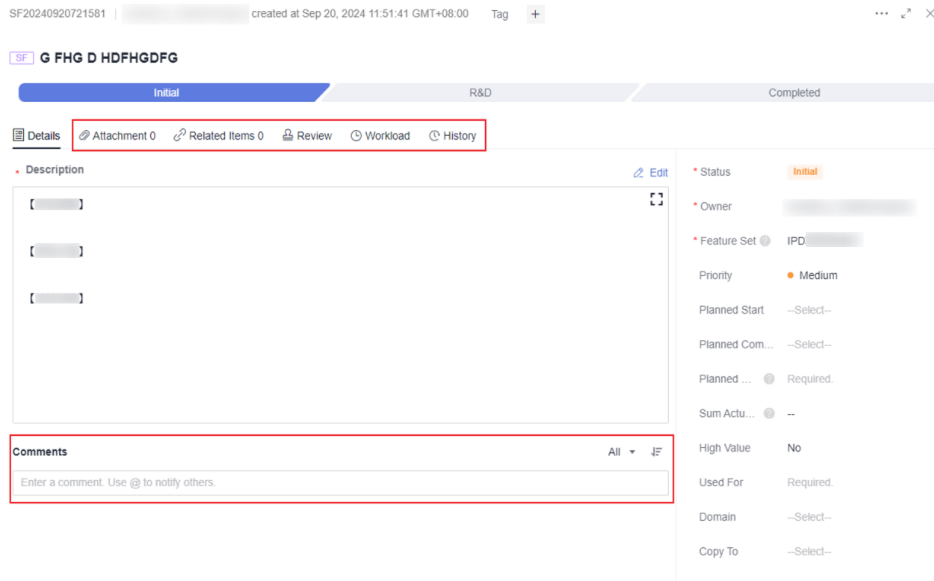 SF20240920721581 created at Sep 20, 2024 11:51:41 GMT+08:00 Tag +
SF G FHG D HDFHGDFG
Initial R&D Completed
Details Attachment 0 Related Items 0 Review Workload History
* Description Edit
【 】
【 】
【 】
Comments All
Enter a comment. Use @ to notify others.
* Status Initial
* Owner
* Feature Set IPD
Priority Medium
Planned Start --Select--
Planned Com... --Select--
Planned ... Required.
Sum Actu... --
High Value No
Used For Required.
Domain --Select--
Copy To --Select--